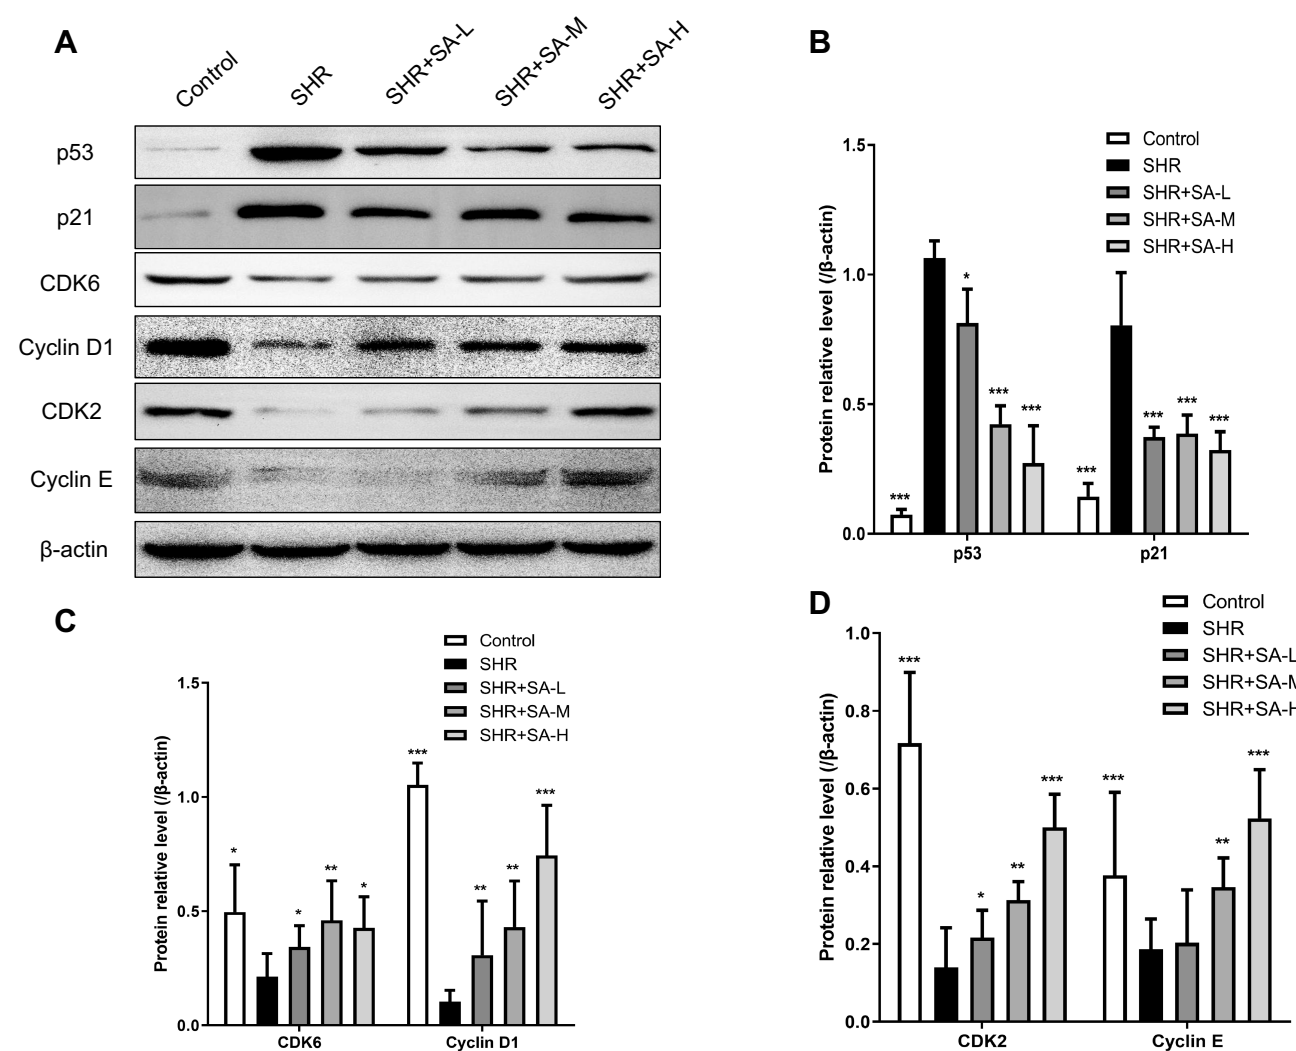 A
Control
SHR
SHR+SA-L
SHR+SA-M
SHR+SA-H
p53
p21
CDK6
Cyclin D1
CDK2
Cyclin E
β-actin
B
Control
SHR
SHR+SA-L
SHR+SA-M
SHR+SA-H
Protein relative level (/β-actin)
1.5
1.0
0.5
0.0
***
*
***
***
***
***
***
***
p53
p21
C
Control
SHR
SHR+SA-L
SHR+SA-M
SHR+SA-H
Protein relative level (/β-actin)
1.5
1.0
0.5
0.0
*
*
**
*
***
**
**
***
CDK6
Cyclin D1
D
Control
SHR
SHR+SA-L
SHR+SA-M
SHR+SA-H
Protein relative level (/β-actin)
1.0
0.8
0.6
0.4
0.2
0.0
***
*
**
***
***
**
***
CDK2
Cyclin E